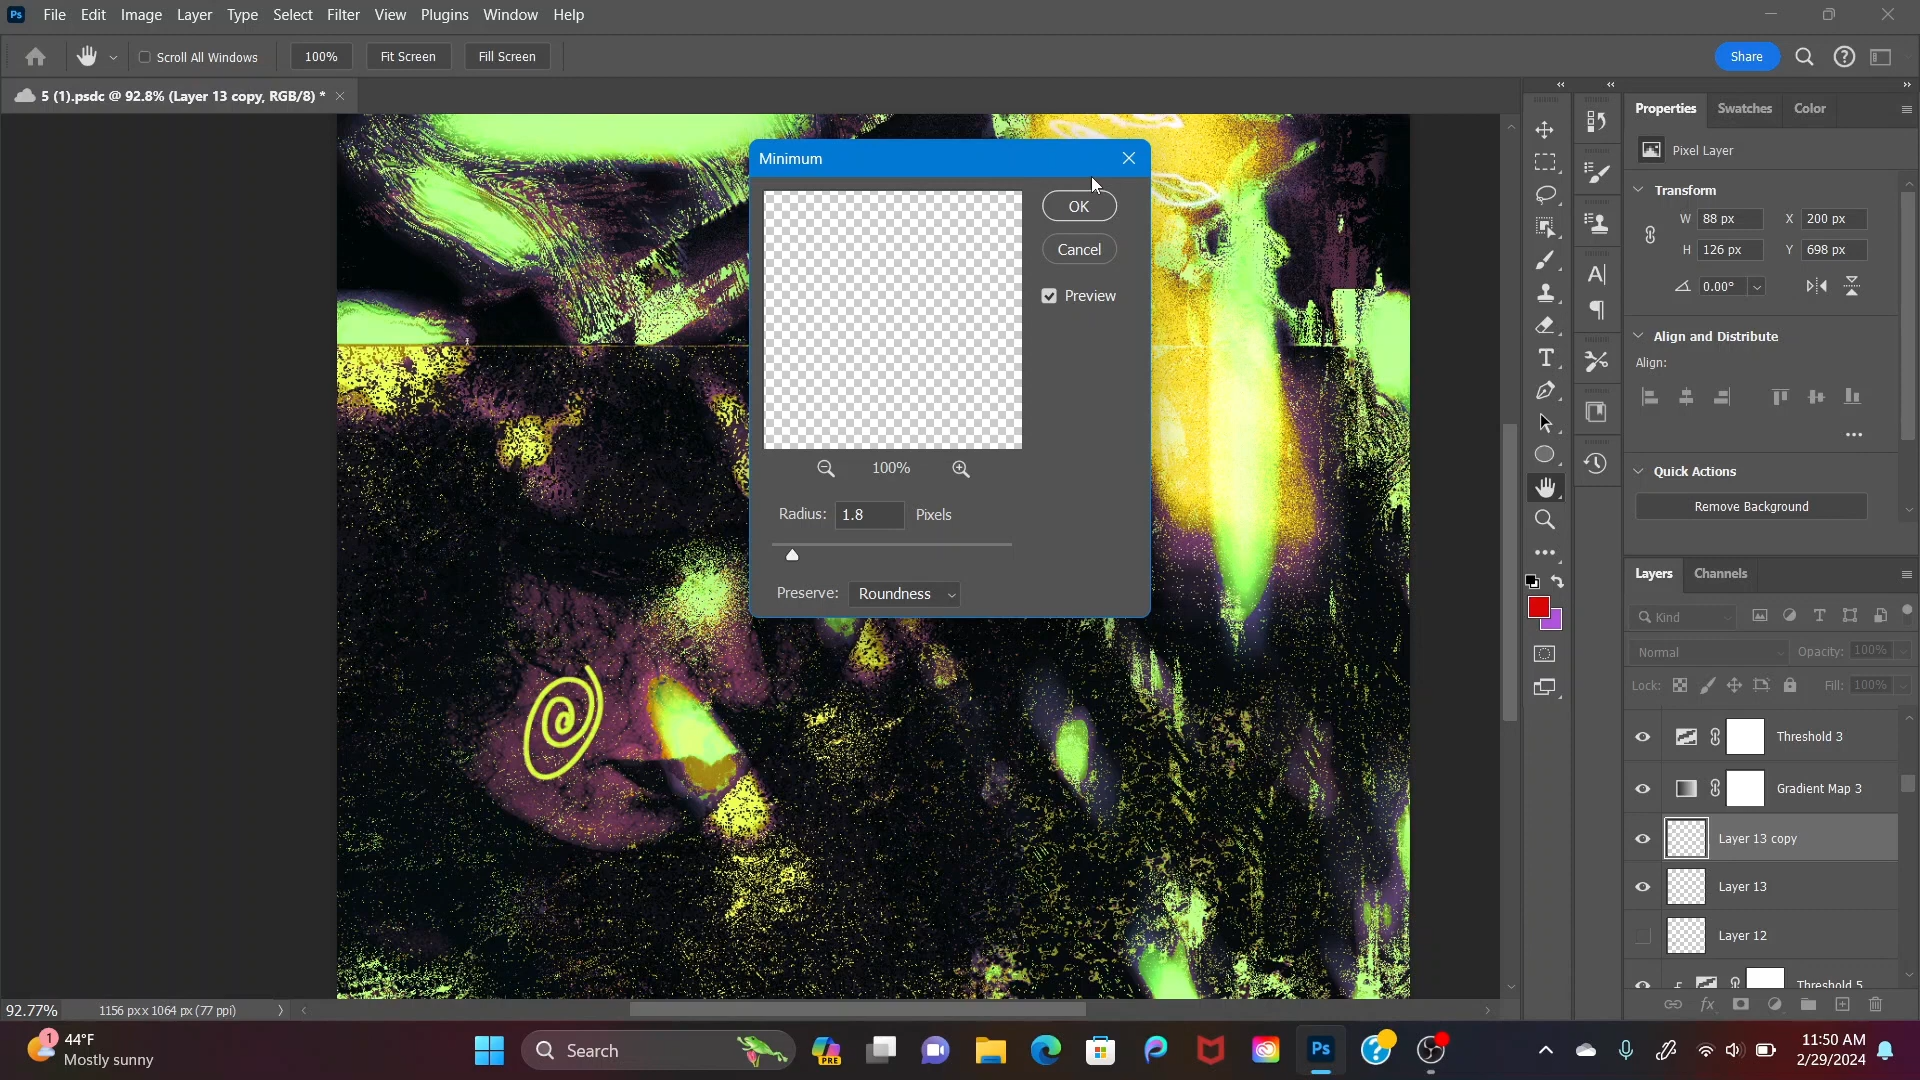 Ps File Edit Image Layer Type Select Filter View Plugins Window Help
Scroll All Windows 100% Fit Screen Fill Screen Share
5 (1).psdc @ 92.8% (Layer 13 copy, RGB/8) *
Properties Swatches Color
Pixel Layer
Transform
W 88 px X 200 px
H 126 px Y 698 px
0.00°
Align and Distribute
Align:
Quick Actions
Remove Background
Minimum
OK
Cancel
Preview
100%
Radius: 1.8 Pixels
Preserve: Roundness
Layers Channels
Kind
Normal Opacity: 100%
Lock: Fill: 100%
Threshold 3
Gradient Map 3
Layer 13 copy
Layer 13
Layer 12
Threshold 5
92.77% 1156 px x 1064 px (77 ppi)
1
44°F
Mostly sunny
Search
PRE
Ps
11:50 AM
2/29/2024